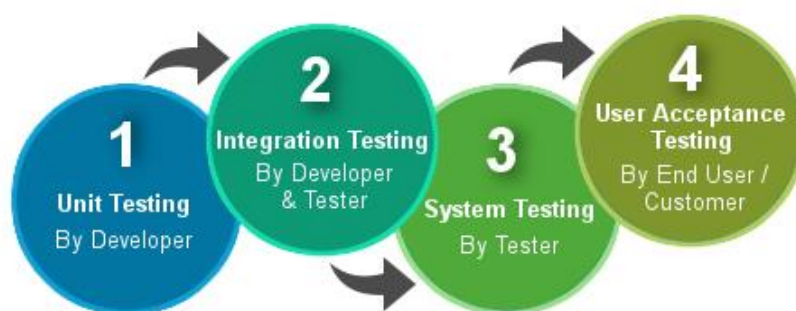 1
Unit Testing
By Developer
2
Integration Testing
By Developer
& Tester
3
System Testing
By Tester
4
User Acceptance
Testing
By End User /
Customer